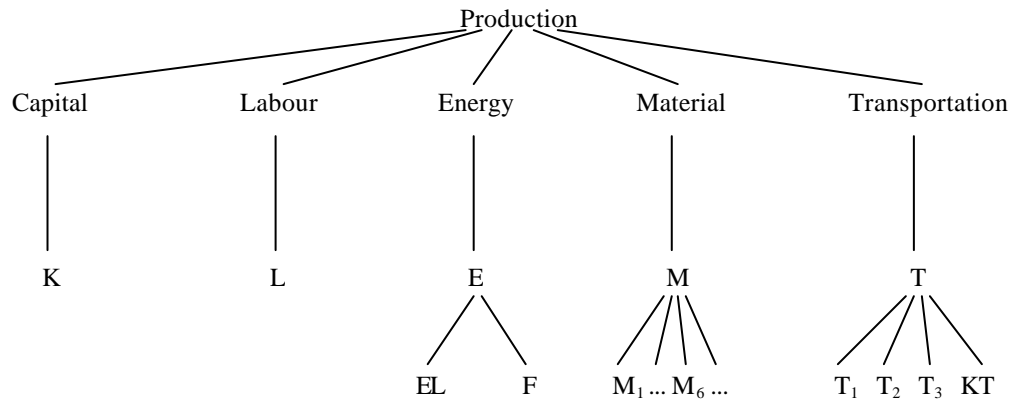 Production
Capital Labour Energy Material Transportation
K L E M T
EL F M₁ ... M₆ ... T₁ T₂ T₃ KT